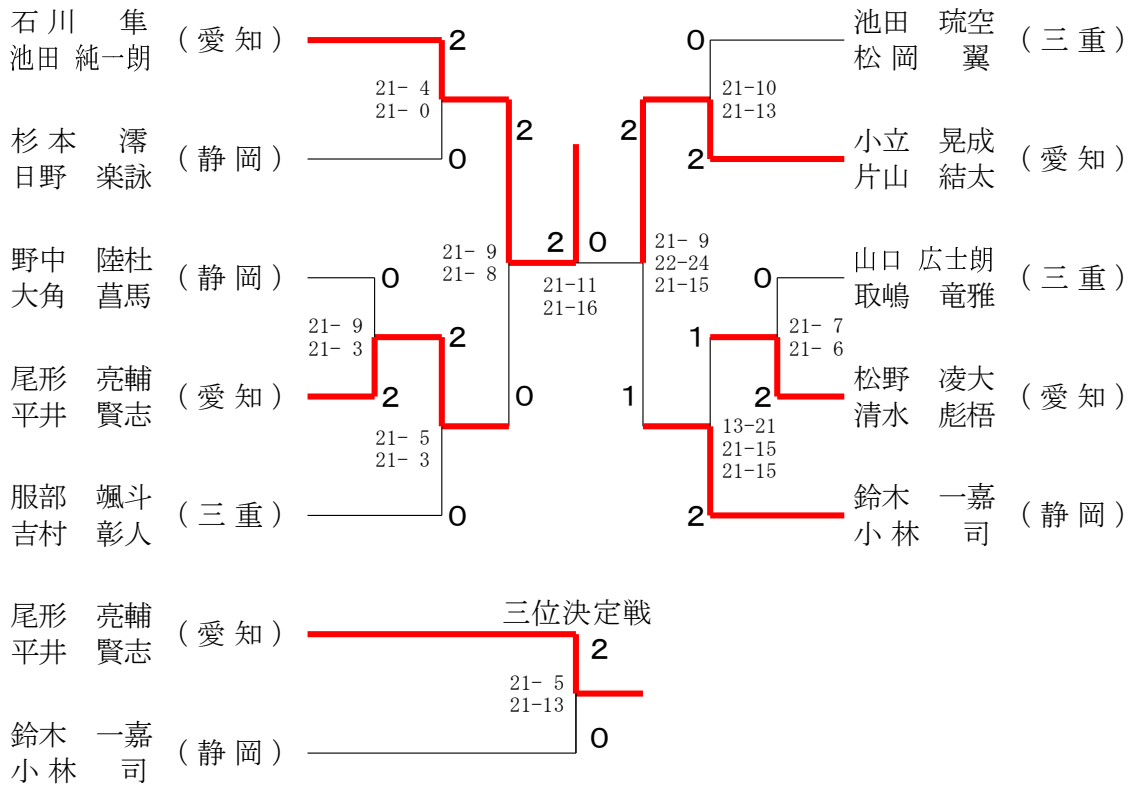 石 川　隼
池田 純一朗
（ 愛 知 ）
2
21- 4
21- 0
杉 本　澪
日野　楽詠
（ 静 岡 ）
0
2
野中　陸杜
大角　菖馬
（ 静 岡 ）
0
21- 9
21- 3
2
尾形　亮輔
平井　賢志
（ 愛 知 ）
2
21- 5
21- 3
服部　颯斗
吉村　彰人
（ 三 重 ）
0
21- 9
21- 8
0
2
0
21-11
21-16
池田　琉空
松 岡　翼
（ 三 重 ）
0
21-10
21-13
小立　晃成
片山　結太
（ 愛 知 ）
2
2
21- 9
22-24
21-15
山口 広士朗
取嶋　竜雅
（ 三 重 ）
0
21- 7
21- 6
1
松野　凌大
清水　彪梧
（ 愛 知 ）
2
1
13-21
21-15
21-15
鈴木　一嘉
小 林　司
（ 静 岡 ）
2
三位決定戦
尾形　亮輔
平井　賢志
（ 愛 知 ）
2
21- 5
21-13
鈴木　一嘉
小 林　司
（ 静 岡 ）
0